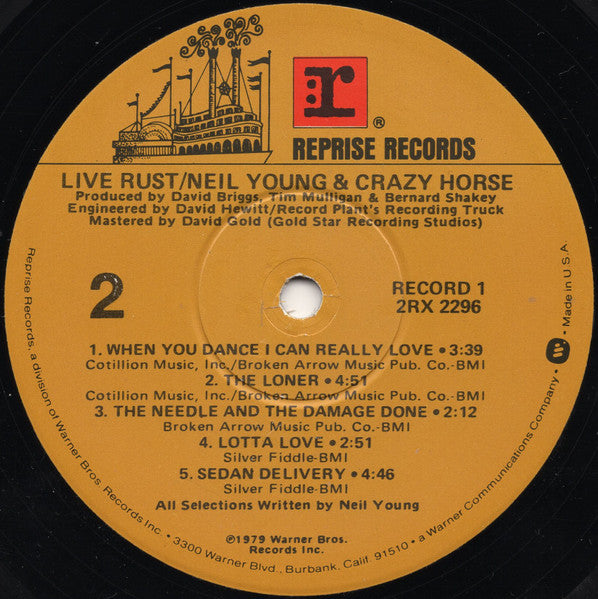 :r
®
REPRISE RECORDS
LIVE RUST/NEIL YOUNG & CRAZY HORSE
Produced by David Briggs, Tim Mulligan & Bernard Shakey
Engineered by David Hewitt/Record Plant's Recording Truck
Mastered by David Gold (Gold Star Recording Studios)
2
RECORD 1
2RX 2296
1. WHEN YOU DANCE I CAN REALLY LOVE • 3:39
Cotillion Music, Inc./Broken Arrow Music Pub. Co.-BMI
2. THE LONER • 4:51
Cotillion Music, Inc./Broken Arrow Music Pub. Co.-BMI
3. THE NEEDLE AND THE DAMAGE DONE • 2:12
Broken Arrow Music Pub. Co.-BMI
4. LOTTA LOVE • 2:51
Silver Fiddle-BMI
5. SEDAN DELIVERY • 4:46
Silver Fiddle-BMI
All Selections Written by Neil Young
℗1979 Warner Bros.
Records Inc.
Reprise Records, a division of Warner Bros. Records Inc. • 3300 Warner Blvd., Burbank, Calif. 91510 • a Warner Communications Company. • W • Made in U.S.A.